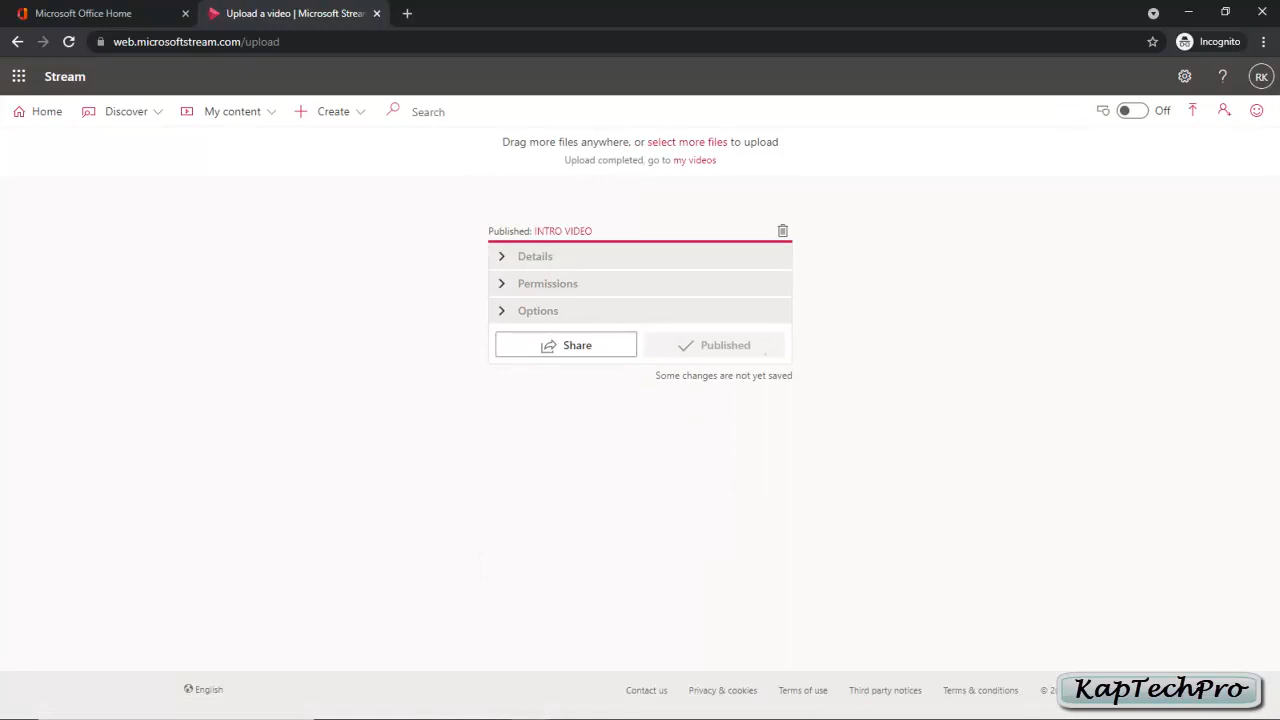 Microsoft Office Home
Upload a video | Microsoft Strea
web.microsoftstream.com/upload
Incognito
Stream
RK
Home
Discover
My content
Create
Search
Off
Drag more files anywhere, or select more files to upload
Upload completed, go to my videos
Published: INTRO VIDEO
Details
Permissions
Options
Share
Published
Some changes are not yet saved
English
Contact us
Privacy & cookies
Terms of use
Third party notices
Terms & conditions
© 2
KapTechPro